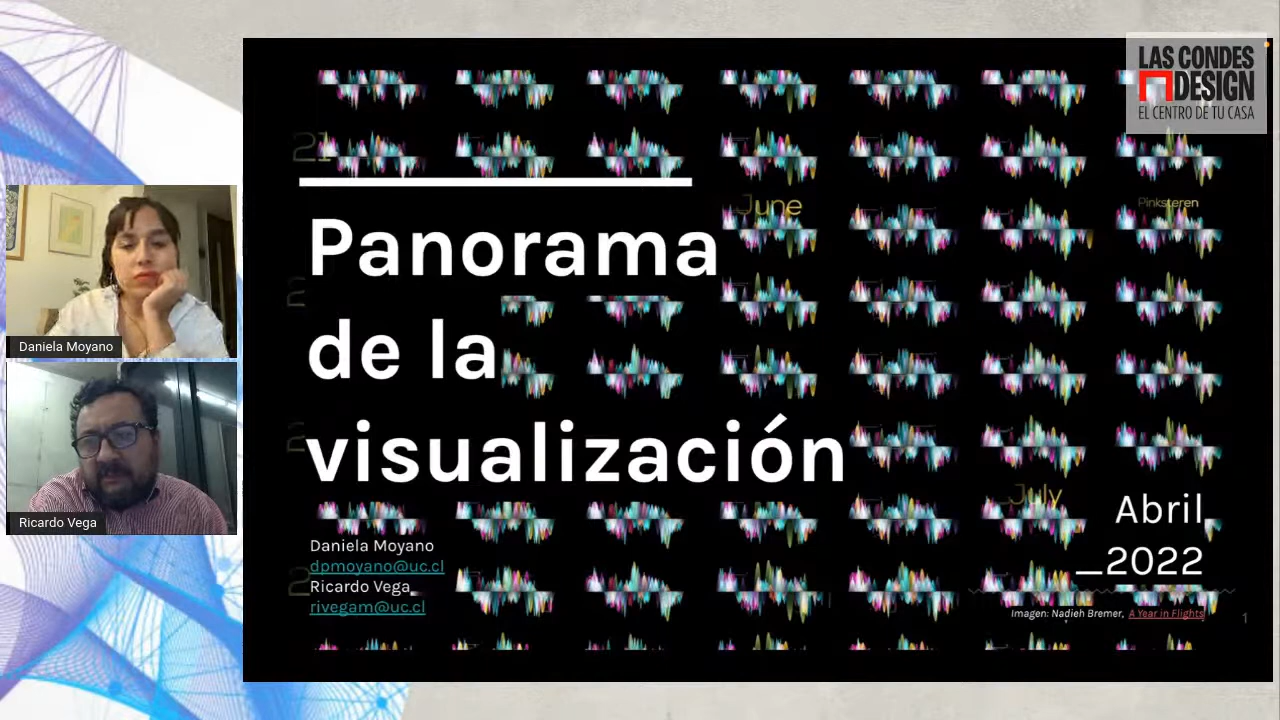 LAS CONDES
DESIGN
EL CENTRO DE TU CASA
21
June
Pinksteren
Panorama
de la
visualización
July
Abril
_2022
Daniela Moyano
dpmoyano@uc.cl
Ricardo Vega
rivegam@uc.cl
Imagen: Nadieh Bremer, A Year in Flights
1
Daniela Moyano
Ricardo Vega